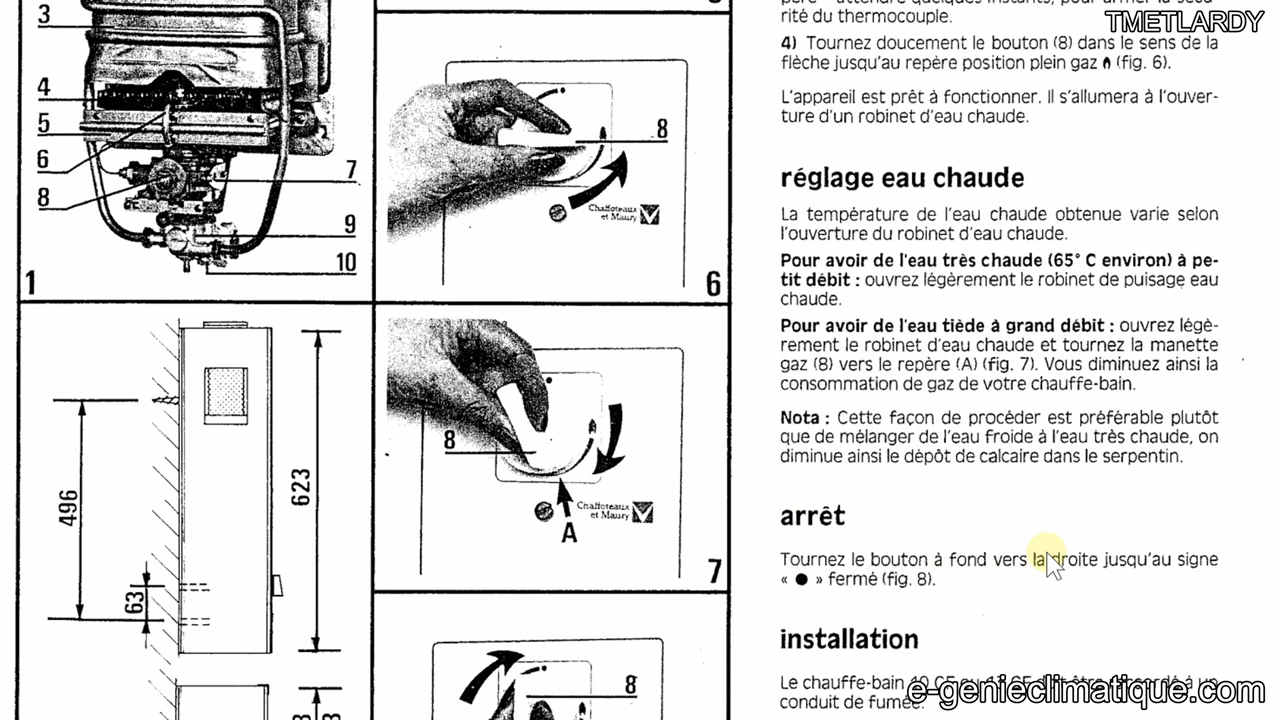 3
4
5
6
8
7
9
10
1
8
Chaffoteaux
et Maury
6
8
Chaffoteaux
et Maury
A
7
496
63
623
8
TMETLARDY
rité du thermocouple.
4) Tournez doucement le bouton (8) dans le sens de la
flèche jusqu'au repère position plein gaz (fig. 6).
L'appareil est prêt à fonctionner. Il s'allumera à l'ouver-
ture d'un robinet d'eau chaude.
réglage eau chaude
La température de l'eau chaude obtenue varie selon
l'ouverture du robinet d'eau chaude.
Pour avoir de l'eau très chaude (65° C environ) à pe-
tit débit : ouvrez légèrement le robinet de puisage eau
chaude.
Pour avoir de l'eau tiède à grand débit : ouvrez légè-
rement le robinet d'eau chaude et tournez la manette
gaz (8) vers le repère (A) (fig. 7). Vous diminuez ainsi la
consommation de gaz de votre chauffe-bain.
Nota : Cette façon de procéder est préférable plutôt
que de mélanger de l'eau froide à l'eau très chaude, on
diminue ainsi le dépôt de calcaire dans le serpentin.
arrêt
Tournez le bouton à fond vers la droite jusqu'au signe
« ● » fermé (fig. 8).
installation
Le chauffe-bain
conduit de fumée.
e-genieclimatique.com